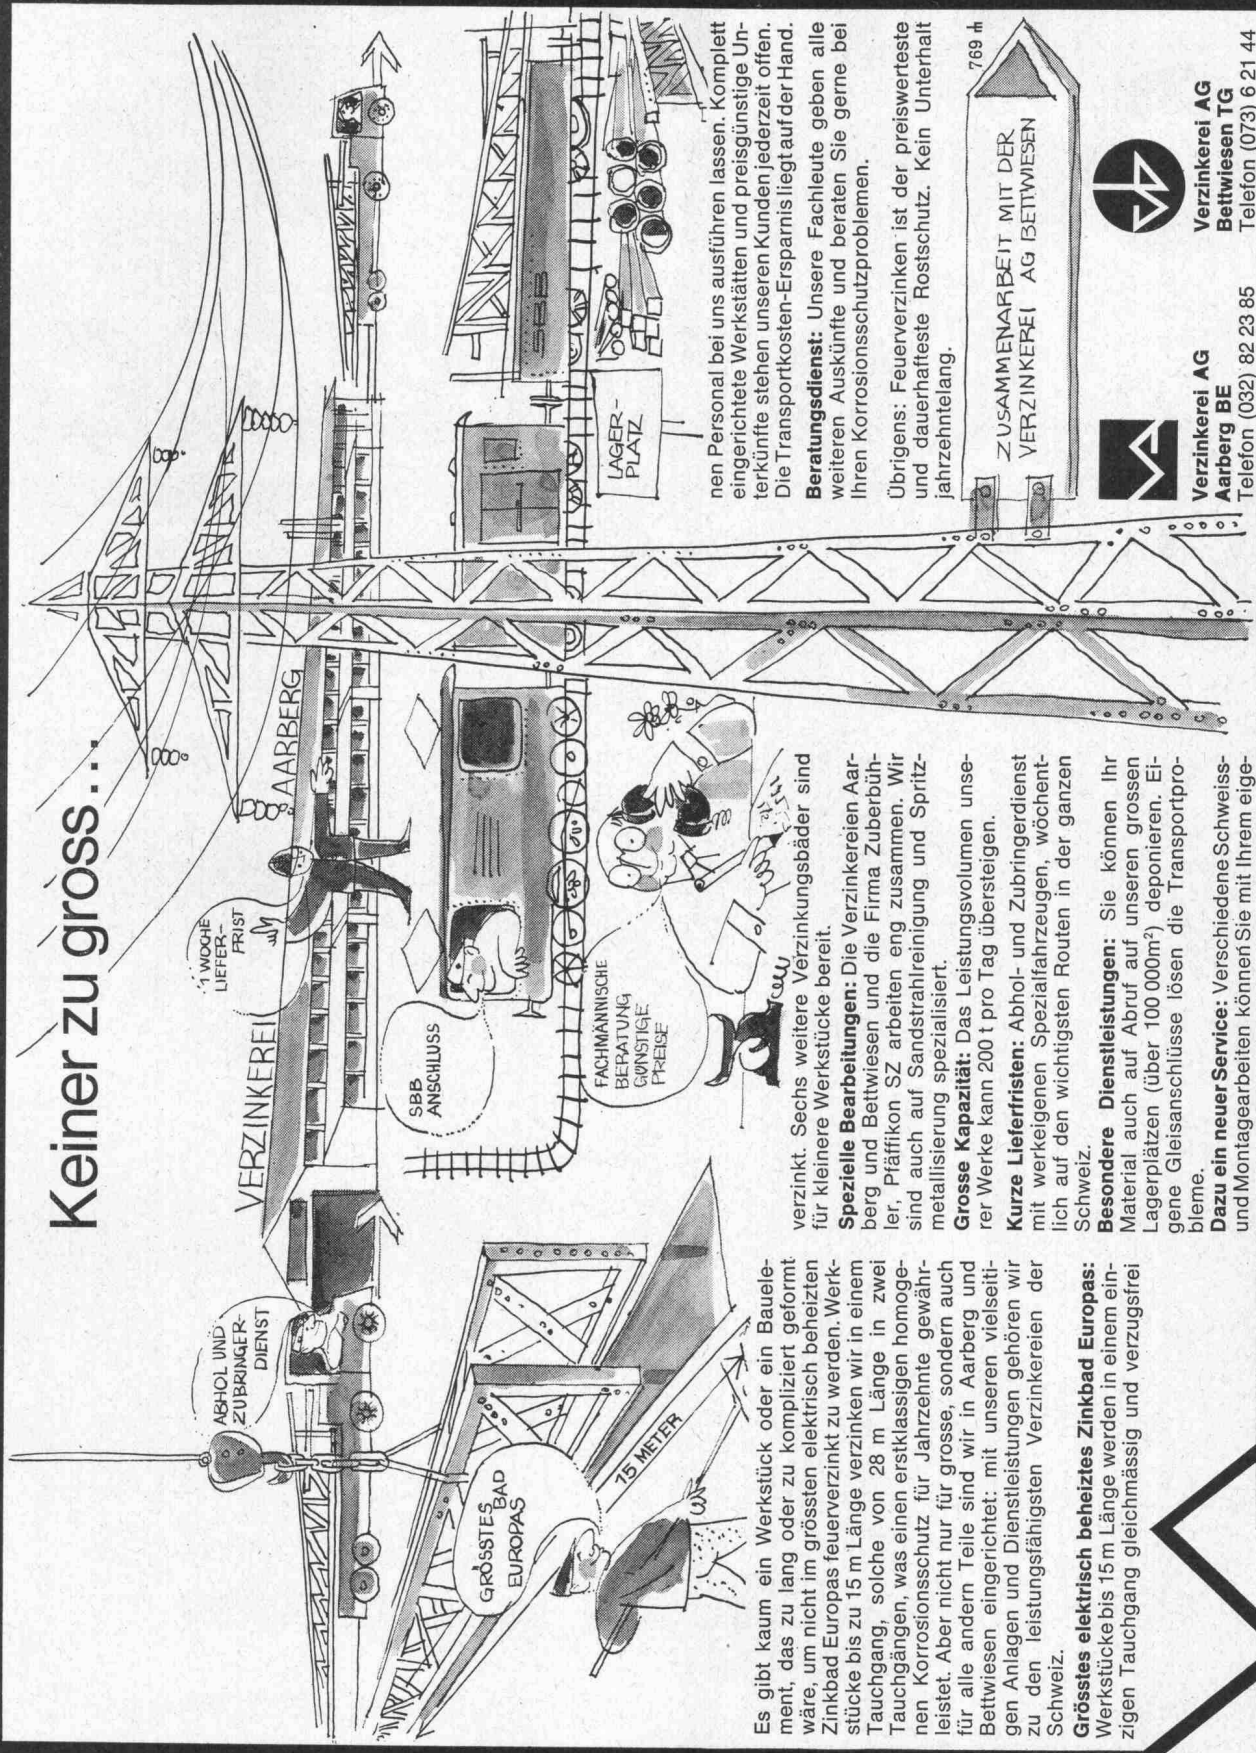 Keiner zu gross...
ABHOL UND
ZUBRINGER-
DIENST
VERZINKEREI
AARBERG
1 WOCHE
LIEFER-
FRIST
SBB
ANSCHLUSS
GRÖSSTES
BAD
EUROPAS
15 METER
FACHMÄNNISCHE
BERATUNG
GÜNSTIGE
PREISE
SBB
LAGER-
PLATZ
Es gibt kaum ein Werkstück oder ein Bauele-
ment, das zu lang oder zu kompliziert geformt
wäre, um nicht im grössten elektrisch beheizten
Zinkbad Europas feuerverzinkt zu werden. Werk-
stücke bis zu 15 m Länge verzinken wir in einem
Tauchgang, solche von 28 m Länge in zwei
Tauchgängen, was einen erstklassigen homoge-
nen Korrosionsschutz für Jahrzehnte gewähr-
leistet. Aber nicht nur für grosse, sondern auch
für alle andern Teile sind wir in Aarberg und
Bettwiesen eingerichtet: mit unseren vielseiti-
gen Anlagen und Dienstleistungen gehören wir
zu den leistungsfähigsten Verzinkereien der
Schweiz.
Grösstes elektrisch beheiztes Zinkbad Europas:
Werkstücke bis 15 m Länge werden in einem ein-
zigen Tauchgang gleichmässig und verzugsfrei
verzinkt. Sechs weitere Verzinkungsbäder sind
für kleinere Werkstücke bereit.
Spezielle Bearbeitungen: Die Verzinkereien Aar-
berg und Bettwiesen und die Firma Zuberbüh-
ler, Pfäffikon SZ arbeiten eng zusammen. Wir
sind auch auf Sandstrahlreinigung und Spritz-
metallisierung spezialisiert.
Grosse Kapazität: Das Leistungsvolumen unse-
rer Werke kann 200 t pro Tag übersteigen.
Kurze Lieferfristen: Abhol- und Zubringerdienst
mit werkeigenen Spezialfahrzeugen, wöchent-
lich auf den wichtigsten Routen in der ganzen
Schweiz.
Besondere Dienstleistungen: Sie können Ihr
Material auch auf Abruf auf unseren grossen
Lagerplätzen (über 100 000m²) deponieren. Ei-
gene Gleisanschlüsse lösen die Transportpro-
bleme.
Dazu ein neuer Service: Verschiedene Schweiss-
und Montagearbeiten können Sie mit Ihrem eige-
nen Personal bei uns ausführen lassen. Komplett
eingerichtete Werkstätten und preisgünstige Un-
terkünfte stehen unseren Kunden jederzeit offen.
Die Transportkosten-Ersparnis liegt auf der Hand.
Beratungsdienst: Unsere Fachleute geben alle
weiteren Auskünfte und beraten Sie gerne bei
Ihren Korrosionsschutzproblemen.
Übrigens: Feuerverzinken ist der preiswerteste
und dauerhafteste Rostschutz. Kein Unterhalt
jahrzehntelang.
769
ZUSAMMENARBEIT MIT DER
VERZINKEREI AG BETTWIESEN
Verzinkerei AG
Aarberg BE
Telefon (032) 82 23 85
Verzinkerei AG
Bettwiesen TG
Telefon (073) 6 21 44